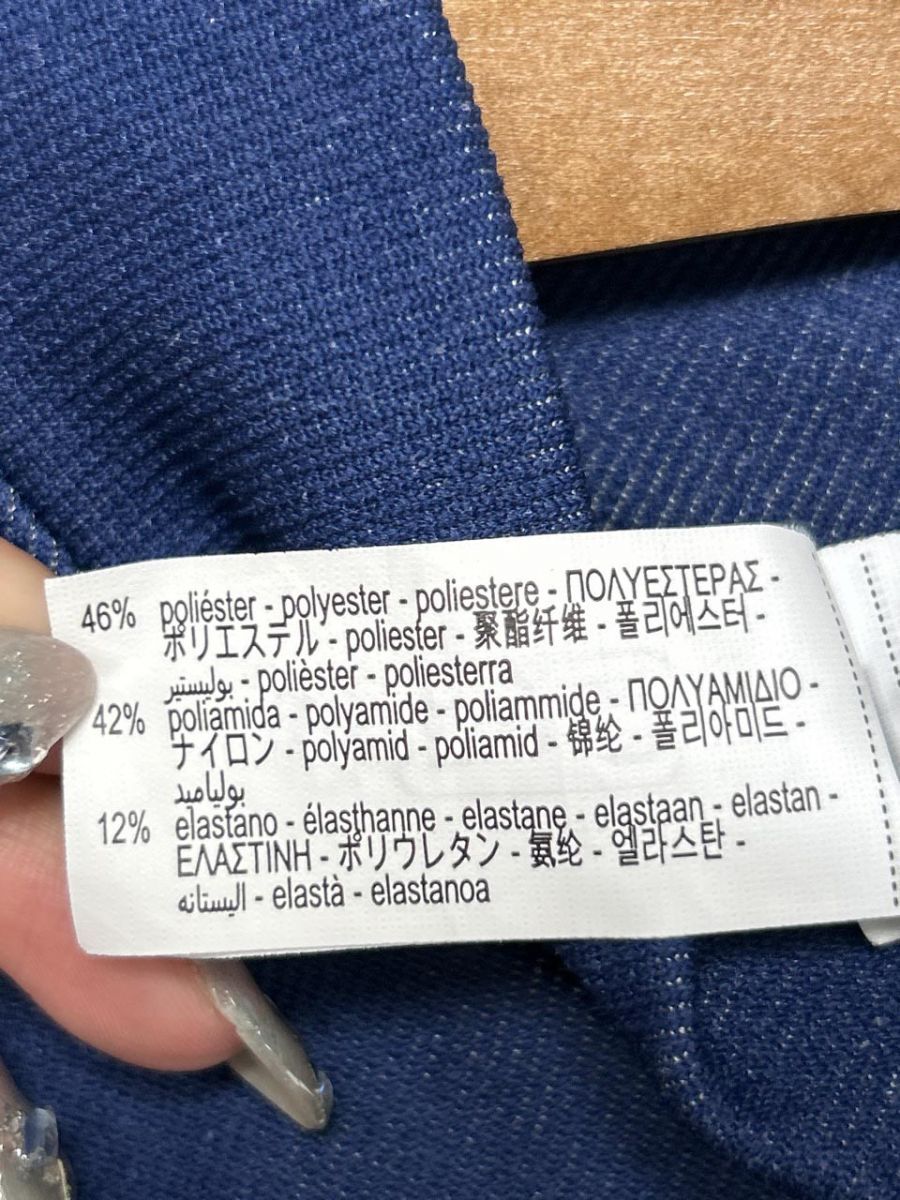 46% poliéster - polyester - poliestere - ΠΟΛΥΕΣΤΕΡΑΣ -
ポリエステル - poliester - 聚酯纤维 - 폴리에스터 -
بوليستير - polièster - poliesterra
42% poliamida - polyamide - poliammide - ΠΟΛΥΑΜΙΔΙΟ -
ナイロン - polyamid - poliamid - 锦纶 - 폴리아미드 -
بولياميد
12% elastano - élasthanne - elastane - elastaan - elastan -
ΕΛΑΣΤΙΝΗ - ポリウレタン - 氨纶 - 엘라스탄 -
اليستانه - elastà - elastanoa